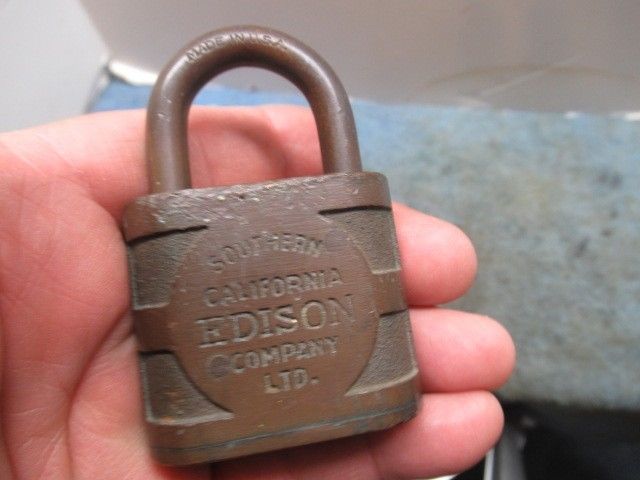 MADE IN U.S.A.
SOUTHERN
CALIFORNIA
EDISON
COMPANY
LTD.